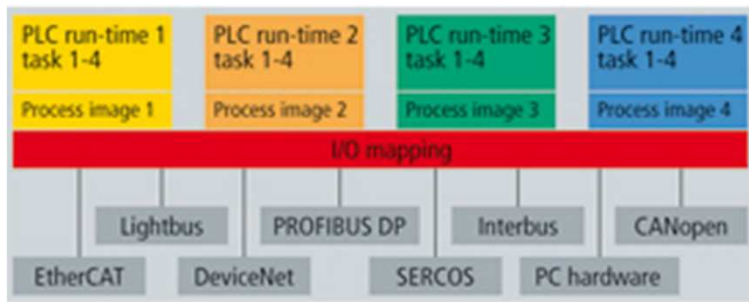 PLC run-time 1
task 1-4
Process image 1
PLC run-time 2
task 1-4
Process image 2
PLC run-time 3
task 1-4
Process image 3
PLC run-time 4
task 1-4
Process image 4
I/O mapping
Lightbus
PROFIBUS DP
Interbus
CANopen
EtherCAT
DeviceNet
SERCOS
PC hardware